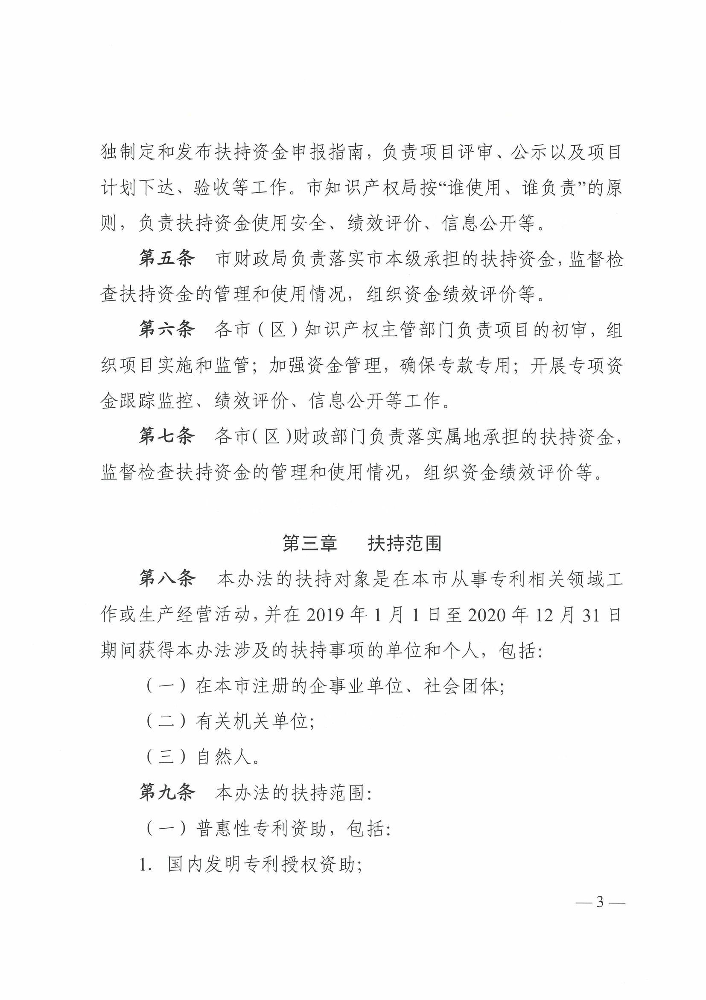 独制定和发布扶持资金申报指南，负责项目评审、公示以及项目
计划下达、验收等工作。市知识产权局按“谁使用、谁负责”的原
则，负责扶持资金使用安全、绩效评价、信息公开等。
第五条 市财政局负责落实市本级承担的扶持资金，监督检
查扶持资金的管理和使用情况，组织资金绩效评价等。
第六条 各市（区）知识产权主管部门负责项目的初审，组
织项目实施和监管；加强资金管理，确保专款专用；开展专项资
金跟踪监控、绩效评价、信息公开等工作。
第七条 各市(区)财政部门负责落实属地承担的扶持资金，
监督检查扶持资金的管理和使用情况，组织资金绩效评价等。
第三章 扶持范围
第八条 本办法的扶持对象是在本市从事专利相关领域工
作或生产经营活动，并在 2019 年 1 月 1 日至 2020 年 12 月 31 日
期间获得本办法涉及的扶持事项的单位和个人，包括：
（一）在本市注册的企事业单位、社会团体；
（二）有关机关单位；
（三）自然人。
第九条 本办法的扶持范围：
（一）普惠性专利资助，包括：
1. 国内发明专利授权资助；
— 3 —